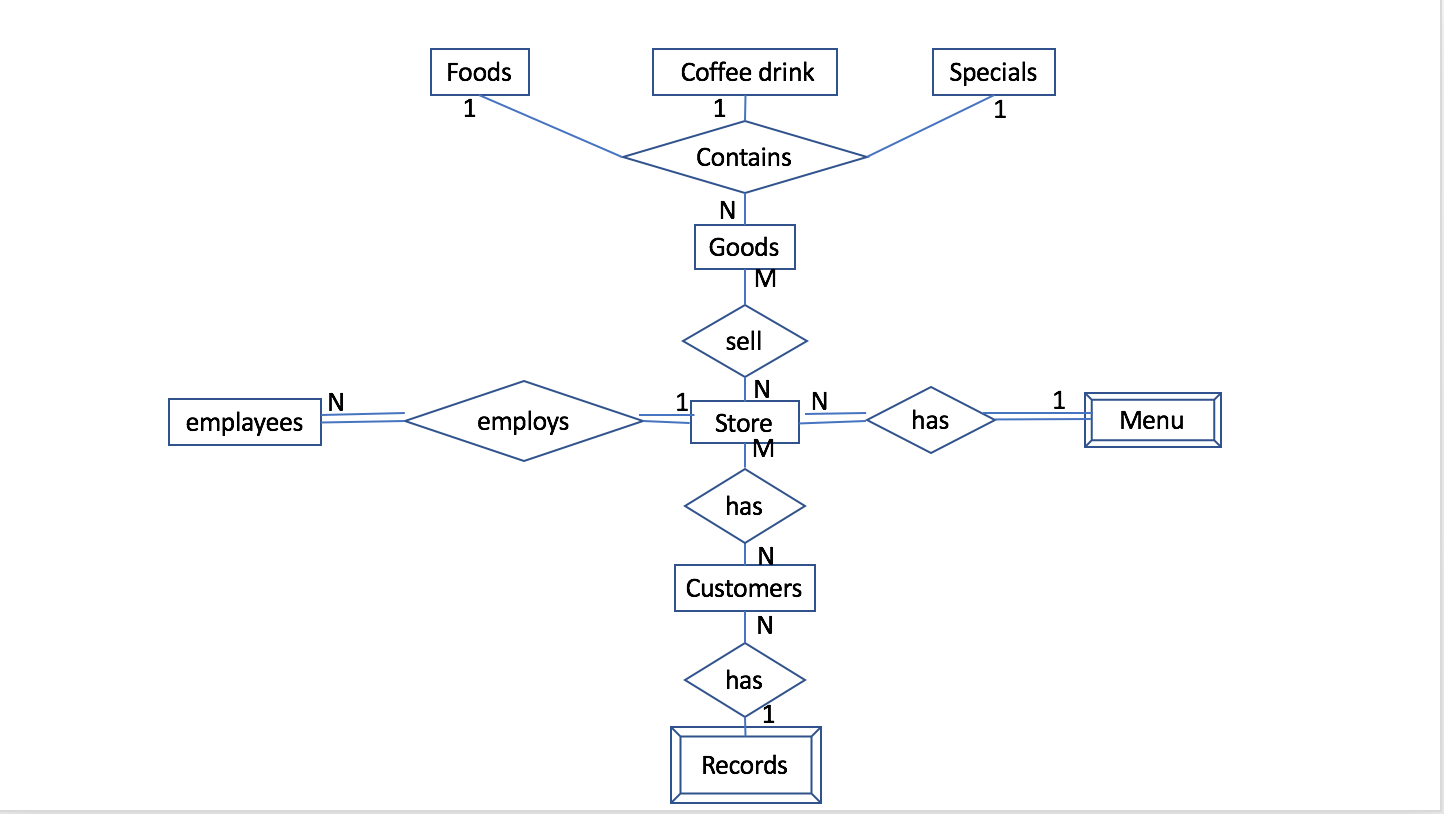 Foods
Coffee drink
Specials
1
1
1
Contains
N
Goods
M
sell
N
emplayees
N
employs
1
Store
N
has
1
Menu
M
has
N
Customers
N
has
1
Records